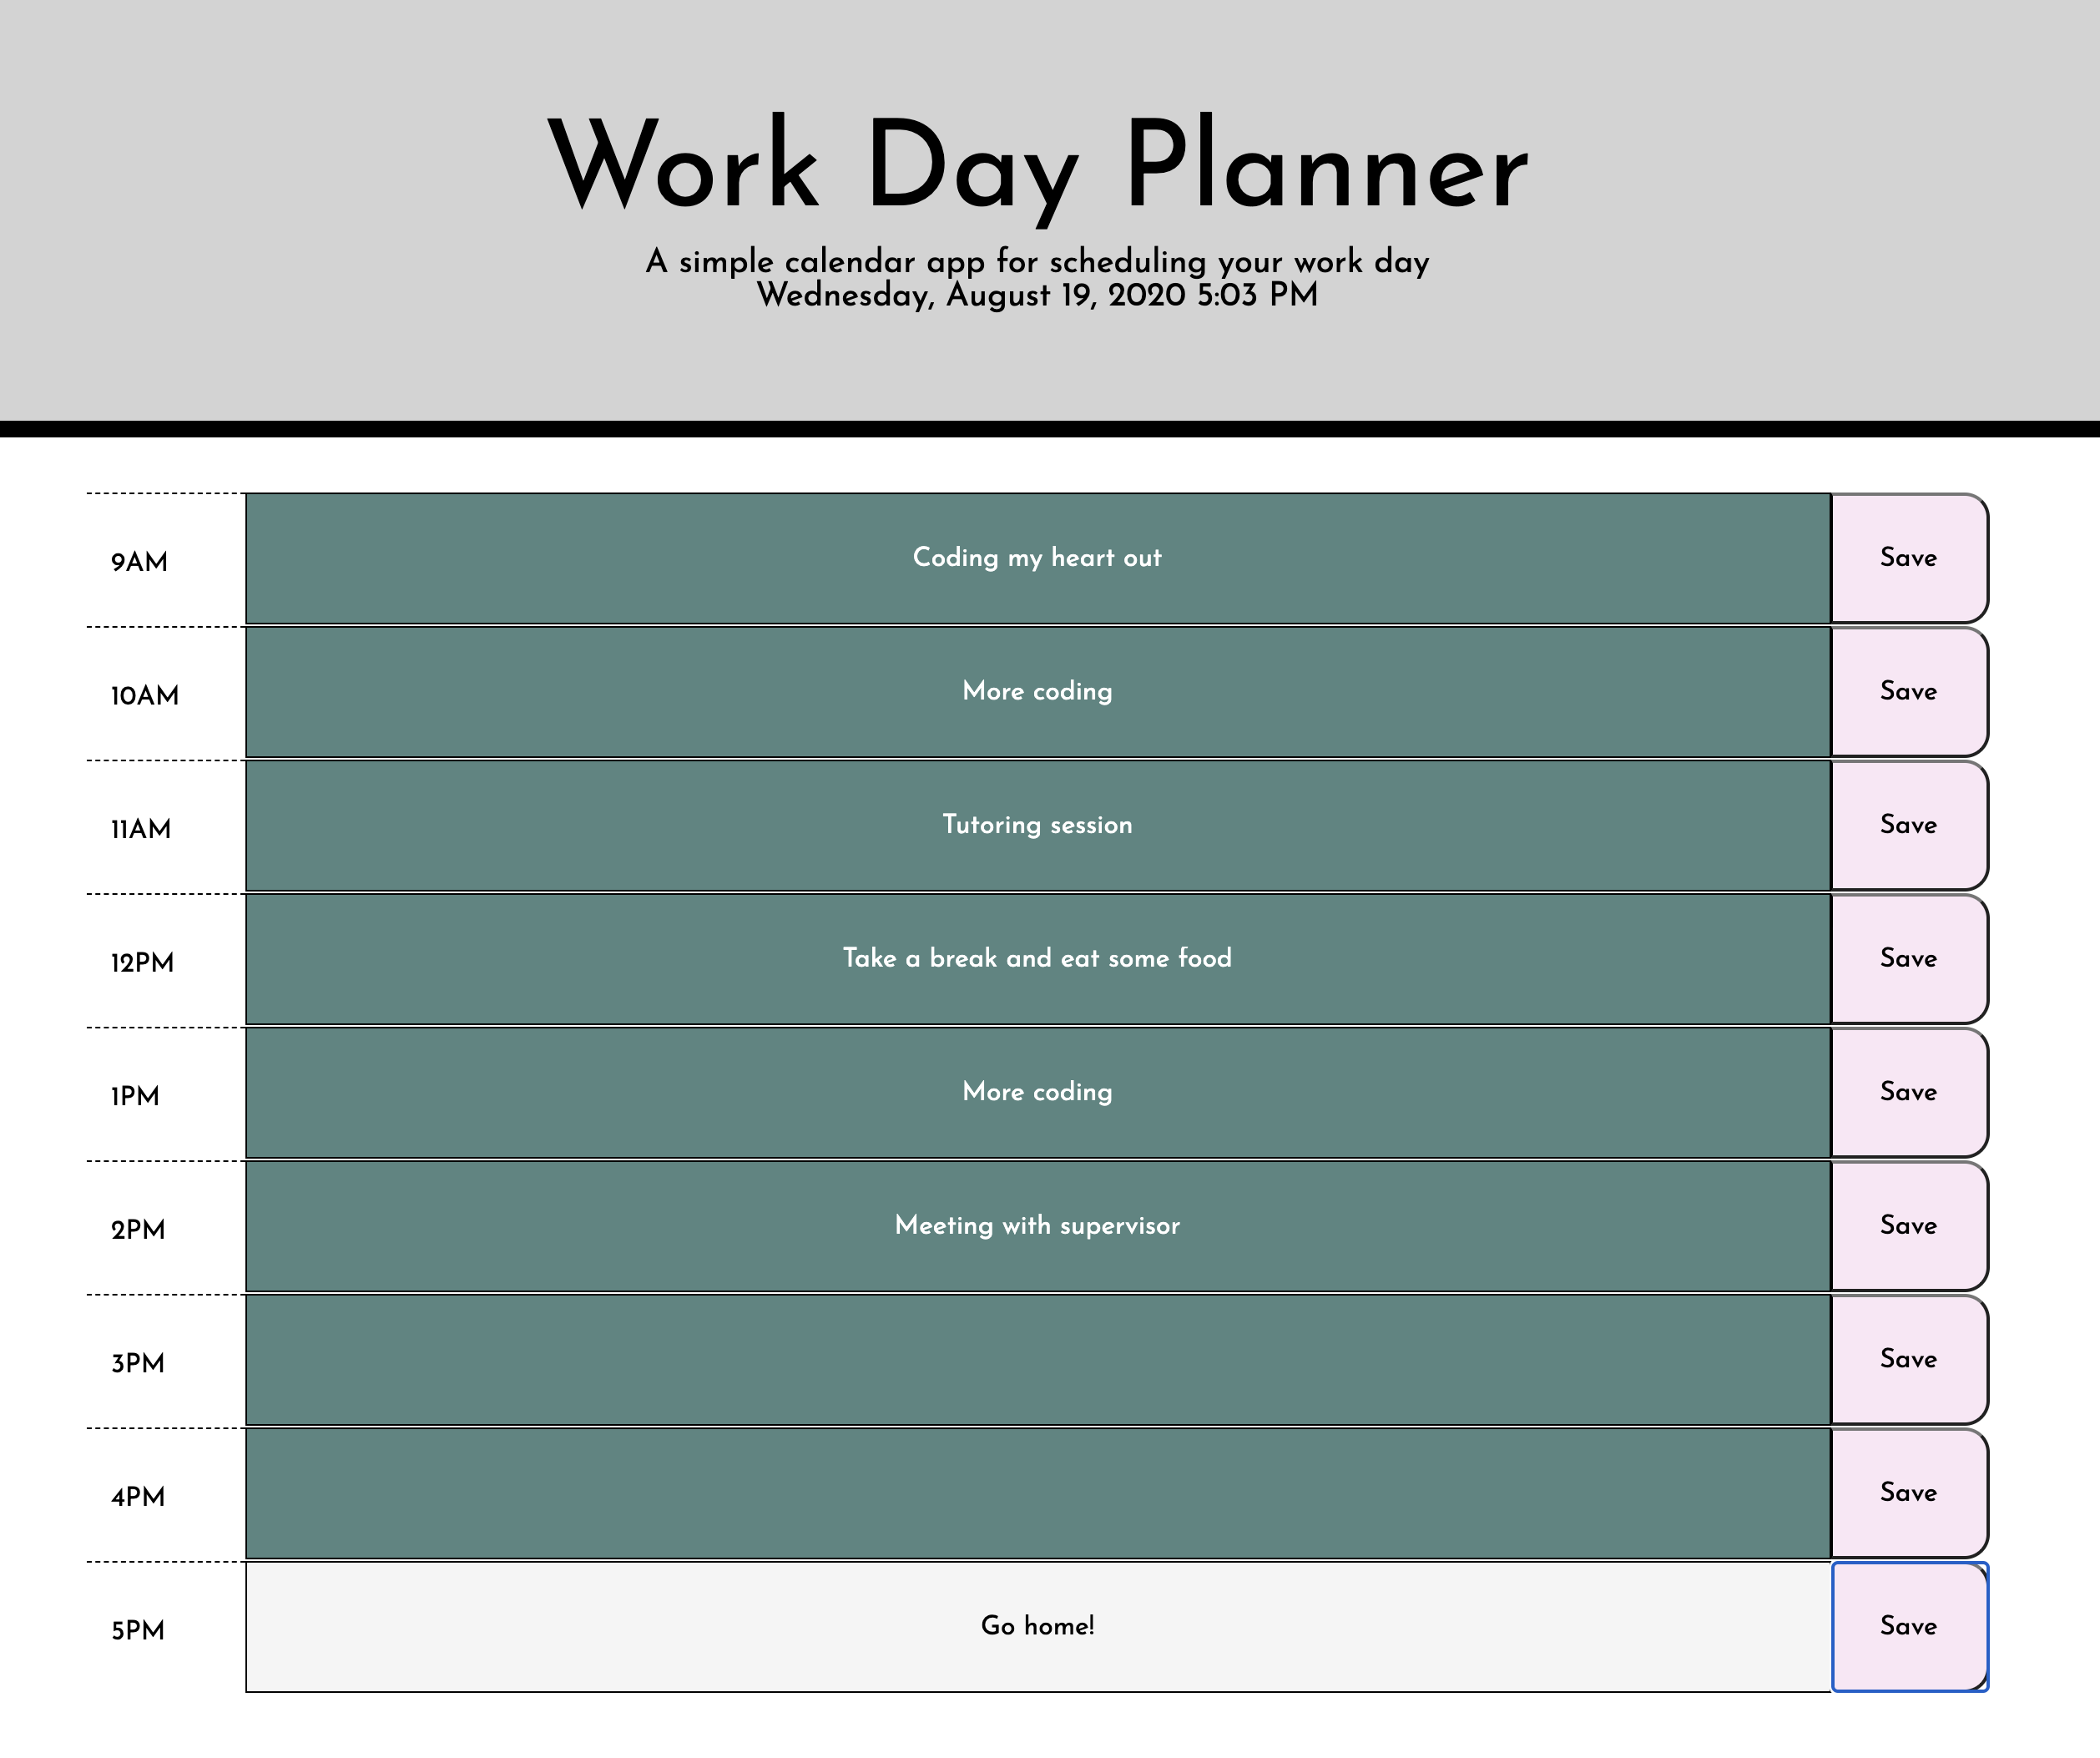 Work Day Planner
A simple calendar app for scheduling your work day
Wednesday, August 19, 2020 5:03 PM
9AM Coding my heart out Save
10AM More coding Save
11AM Tutoring session Save
12PM Take a break and eat some food Save
1PM More coding Save
2PM Meeting with supervisor Save
3PM Save
4PM Save
5PM Go home! Save